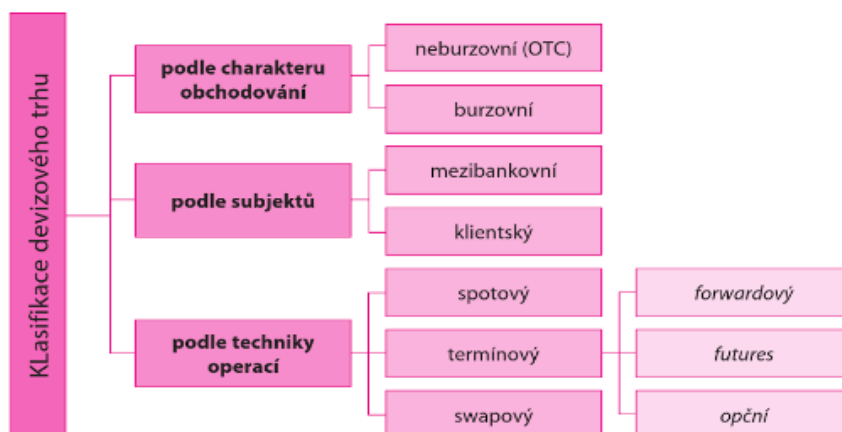 KLasifikace devizového trhu
podle charakteru
obchodování
neburzovní (OTC)
burzovní
podle subjektů
mezibankovní
klientský
podle techniky
operací
spotový
termínový
swapový
forwardový
futures
opční